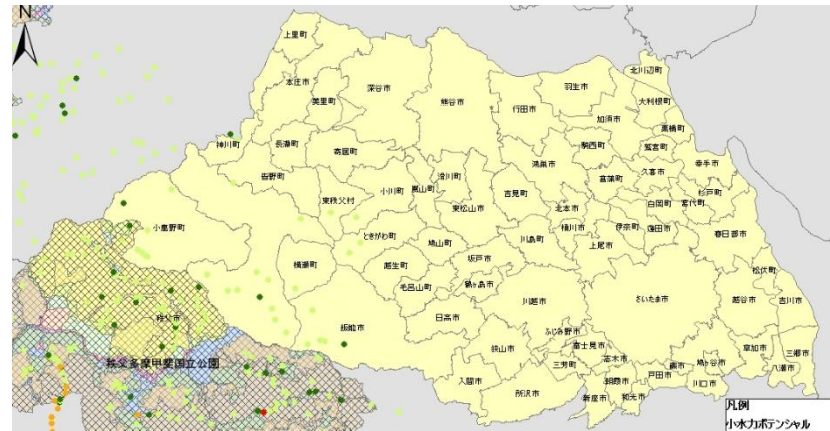 N
上里町
本庄市
美里町
深谷市
熊谷市
行田市
羽生市
北川辺町
大利根町
加須市
栗橋町
神川町
長瀞町
寄居町
皆野町
騎西町
鷲宮町
幸手市
鴻巣市
菖蒲町
久喜市
杉戸町
小川町
嵐山町
滑川町
東秩父村
東松山市
吉見町
北本市
白岡町
宮代町
小鹿野町
ときがわ町
鳩山町
川島町
桶川市
伊奈町
蓮田市
上尾市
春日部市
横瀬町
越生町
坂戸市
毛呂山町
鶴ヶ島市
川越市
さいたま市
松伏町
越谷市
吉川市
秩父市
飯能市
日高市
ふじみ野市
富士見市
狭山市
三芳町
志木市
蕨市
鳩ヶ谷市
草加市
三郷市
八潮市
戸田市
川口市
入間市
所沢市
新座市
朝霞市
和光市
秩父多摩甲斐国立公園
凡例
小水力ポテンシャル